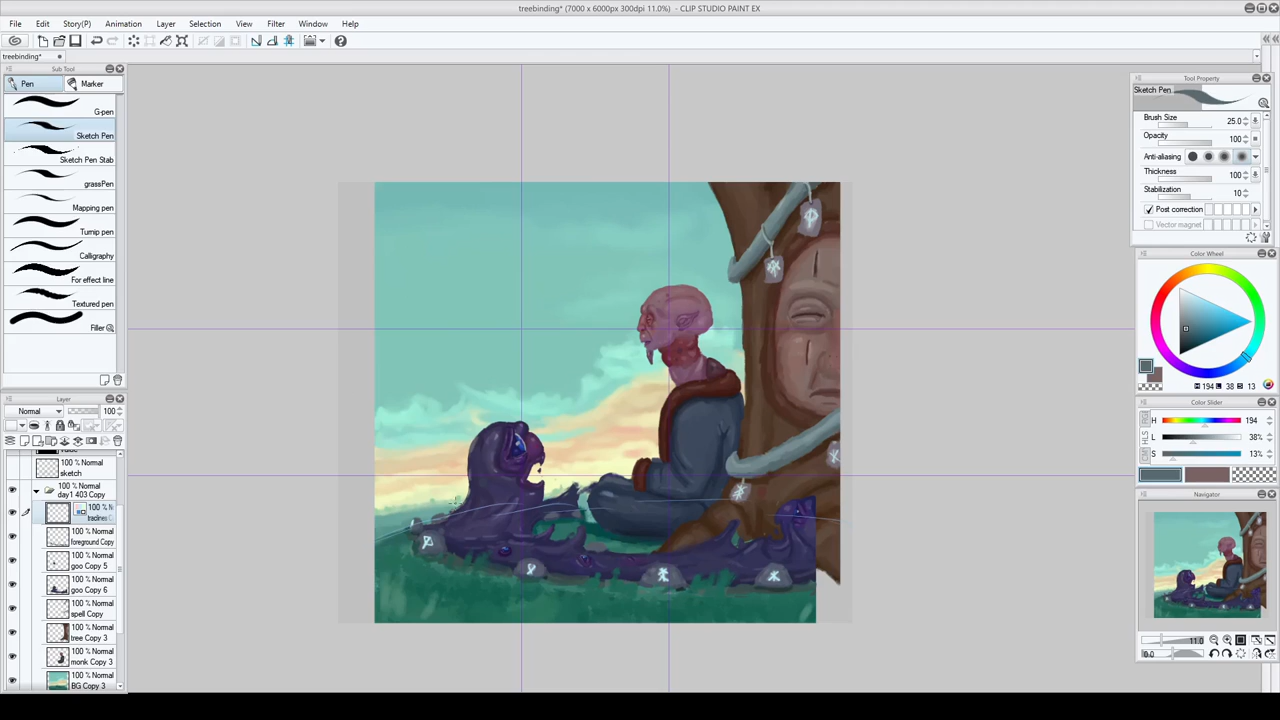 treebinding* (7000 x 6000px 300dpi 11.0%) - CLIP STUDIO PAINT EX
File Edit Story(P) Animation Layer Selection View Filter Window Help
treebinding*
Sub Tool
Pen Marker
G-pen
Sketch Pen
Sketch Pen Stab
grassPen
Mapping pen
Turnip pen
Calligraphy
For effect line
Textured pen
Filler
Layer
Normal 100
100 % Normal
sketch
100 % Normal
day1 403 Copy
100 % N
100 % Normal
foreground Copy
100 % Normal
goo Copy 5
100 % Normal
goo Copy 6
100 % Normal
spell Copy
100 % Normal
tree Copy 3
100 % Normal
monk Copy 3
100 % Normal
BG Copy 3
Tool Property
Sketch Pen
Brush Size 25.0
Opacity 100
Anti-aliasing
Thickness 100
Stabilization 10
Post correction
Vector magnet
Color Wheel
H 194 S 38 13
Color Slider
H 194
L 38%
S 13%
Navigator
11.0
0.0